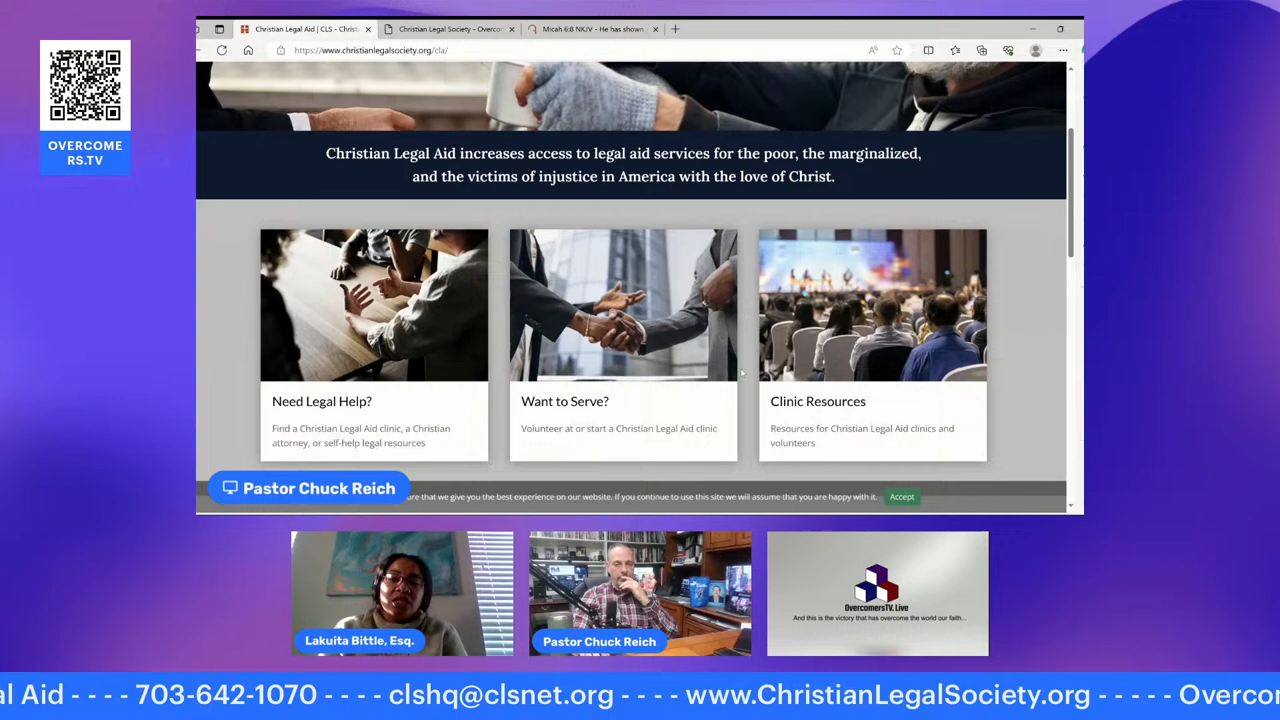 OVERCOME
RS.TV
Christian Legal Aid | CLS - Christ
Christian Legal Society - Overcor
Micah 6:8 NKJV - He has shown
https://www.christianlegalsociety.org/cla/
Christian Legal Aid increases access to legal aid services for the poor, the marginalized,
and the victims of injustice in America with the love of Christ.
Need Legal Help?
Find a Christian Legal Aid clinic, a Christian
attorney, or self-help legal resources
Want to Serve?
Volunteer at or start a Christian Legal Aid clinic
Clinic Resources
Resources for Christian Legal Aid clinics and
volunteers
Pastor Chuck Reich
ure that we give you the best experience on our website. If you continue to use this site we will assume that you are happy with it.
Accept
Lakuita Bittle, Esq.
Pastor Chuck Reich
OvercomersTV.Live
And this is the victory that has overcome the world our faith...
al Aid - - - - 703-642-1070 - - - - clshq@clsnet.org - - - - www.ChristianLegalSociety.org - - - - - Overcor